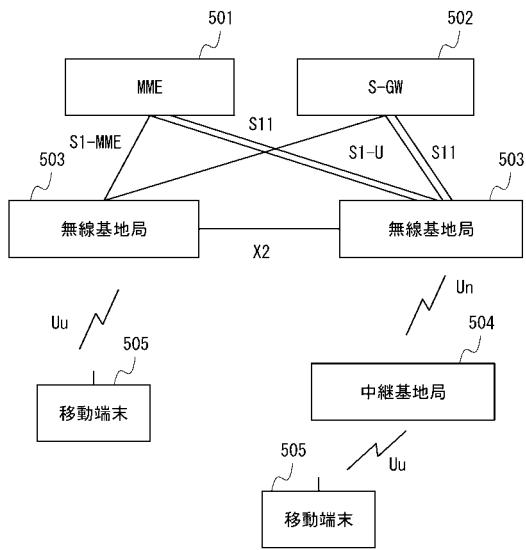 501
502
MME
S-GW
S1-MME
S11
S1-U
S11
503
503
無線基地局
無線基地局
X2
Uu
Un
505
504
移動端末
中継基地局
Uu
505
移動端末